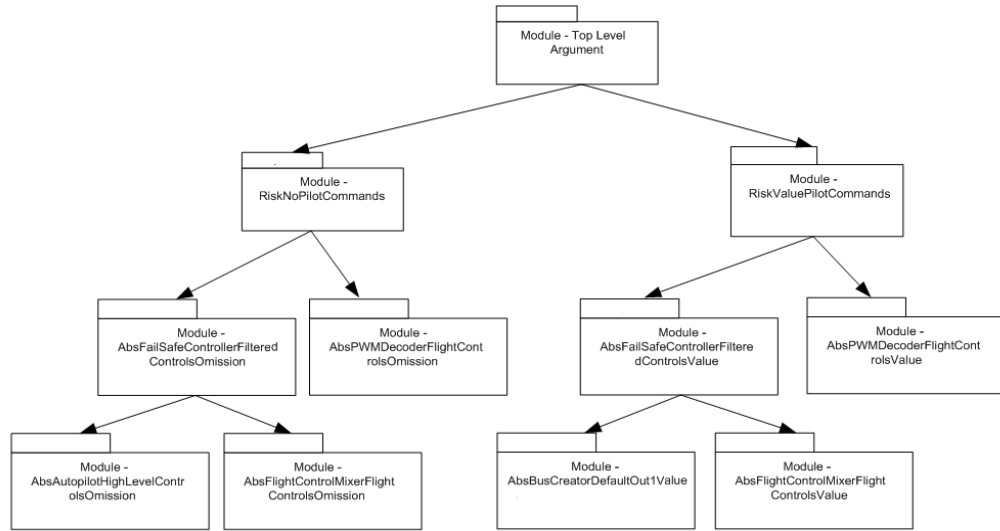 Module - Top Level
Argument
Module -
RiskNoPilotCommands
Module -
RiskValuePilotCommands
Module -
AbsFailSafeControllerFiltered
ControlsOmission
Module -
AbsPWMDecoderFlightCont
rolsOmission
Module -
AbsFailSafeControllerFiltere
dControlsValue
Module -
AbsPWMDecoderFlightCont
rolsValue
Module -
AbsAutopilotHighLevelContr
olsOmission
Module -
AbsFlightControlMixerFlight
ControlsOmission
Module -
AbsBusCreatorDefaultOut1Value
Module -
AbsFlightControlMixerFlight
ControlsValue